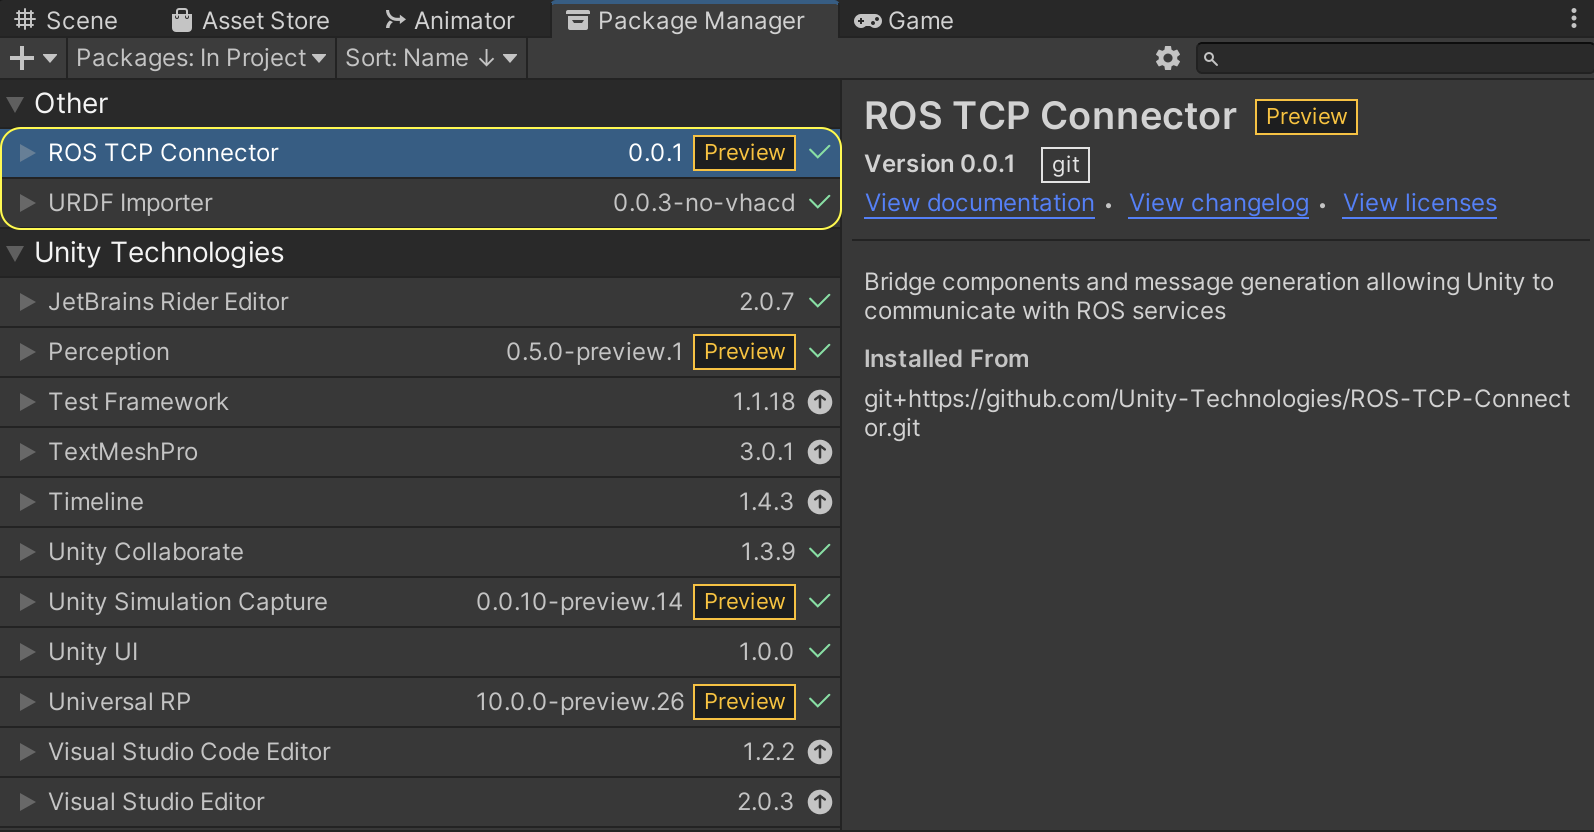 Scene Asset Store Animator Package Manager Game
Packages: In Project Sort: Name ↓
Other
ROS TCP Connector 0.0.1 Preview
URDF Importer 0.0.3-no-vhacd
Unity Technologies
JetBrains Rider Editor 2.0.7
Perception 0.5.0-preview.1 Preview
Test Framework 1.1.18
TextMeshPro 3.0.1
Timeline 1.4.3
Unity Collaborate 1.3.9
Unity Simulation Capture 0.0.10-preview.14 Preview
Unity UI 1.0.0
Universal RP 10.0.0-preview.26 Preview
Visual Studio Code Editor 1.2.2
Visual Studio Editor 2.0.3
ROS TCP Connector Preview
Version 0.0.1 git
View documentation • View changelog • View licenses
Bridge components and message generation allowing Unity to
communicate with ROS services
Installed From
git+https://github.com/Unity-Technologies/ROS-TCP-Connect
or.git